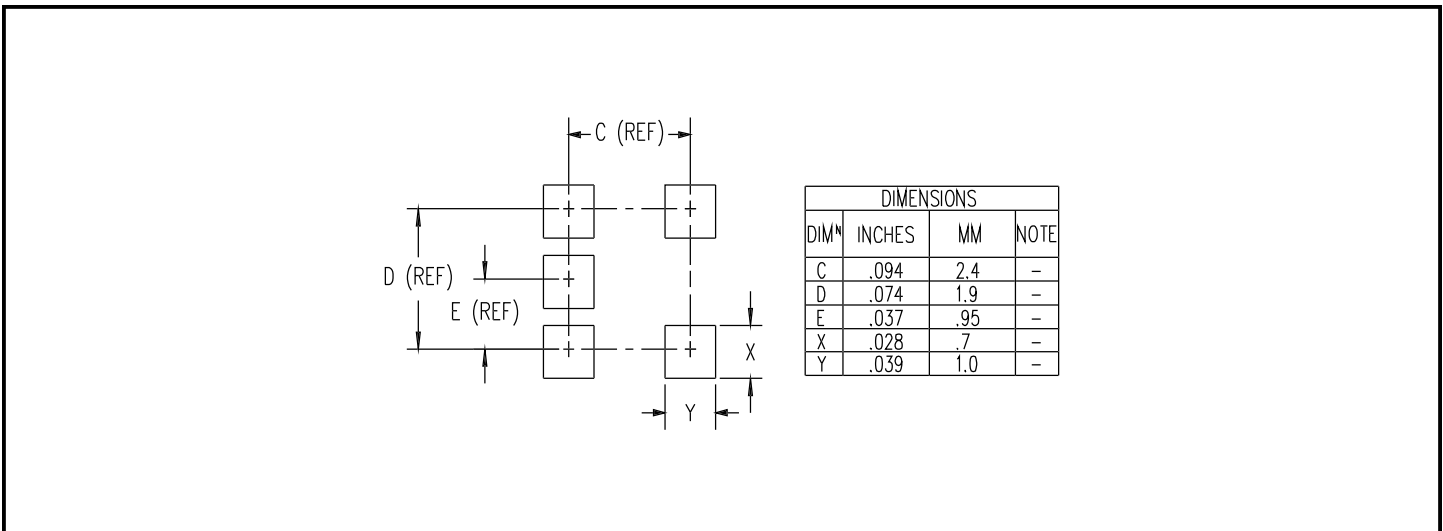 C (REF)
D (REF)
E (REF)
X
Y
DIMENSIONS
DIMᴺ INCHES MM NOTE
C .094 2.4 –
D .074 1.9 –
E .037 .95 –
X .028 .7 –
Y .039 1.0 –